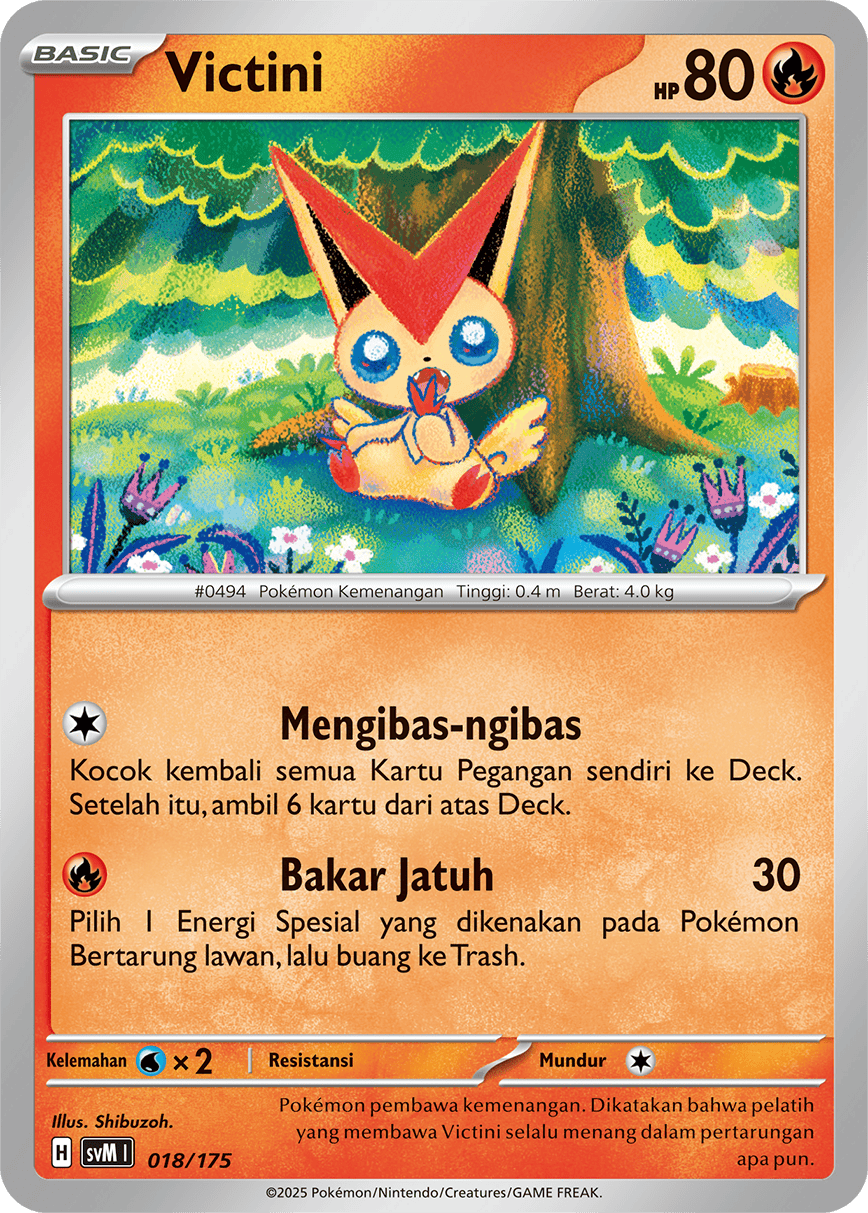 BASIC
Victini
HP 80
#0494 Pokémon Kemenangan Tinggi: 0.4 m Berat: 4.0 kg
Mengibas-ngibas
Kocok kembali semua Kartu Pegangan sendiri ke Deck.
Setelah itu, ambil 6 kartu dari atas Deck.
Bakar Jatuh 30
Pilih 1 Energi Spesial yang dikenakan pada Pokémon
Bertarung lawan, lalu buang ke Trash.
Kelemahan ×2 Resistansi Mundur
Illus. Shibuzoh.
H svM I 018/175
Pokémon pembawa kemenangan. Dikatakan bahwa pelatih
yang membawa Victini selalu menang dalam pertarungan
apa pun.
©2025 Pokémon/Nintendo/Creatures/GAME FREAK.